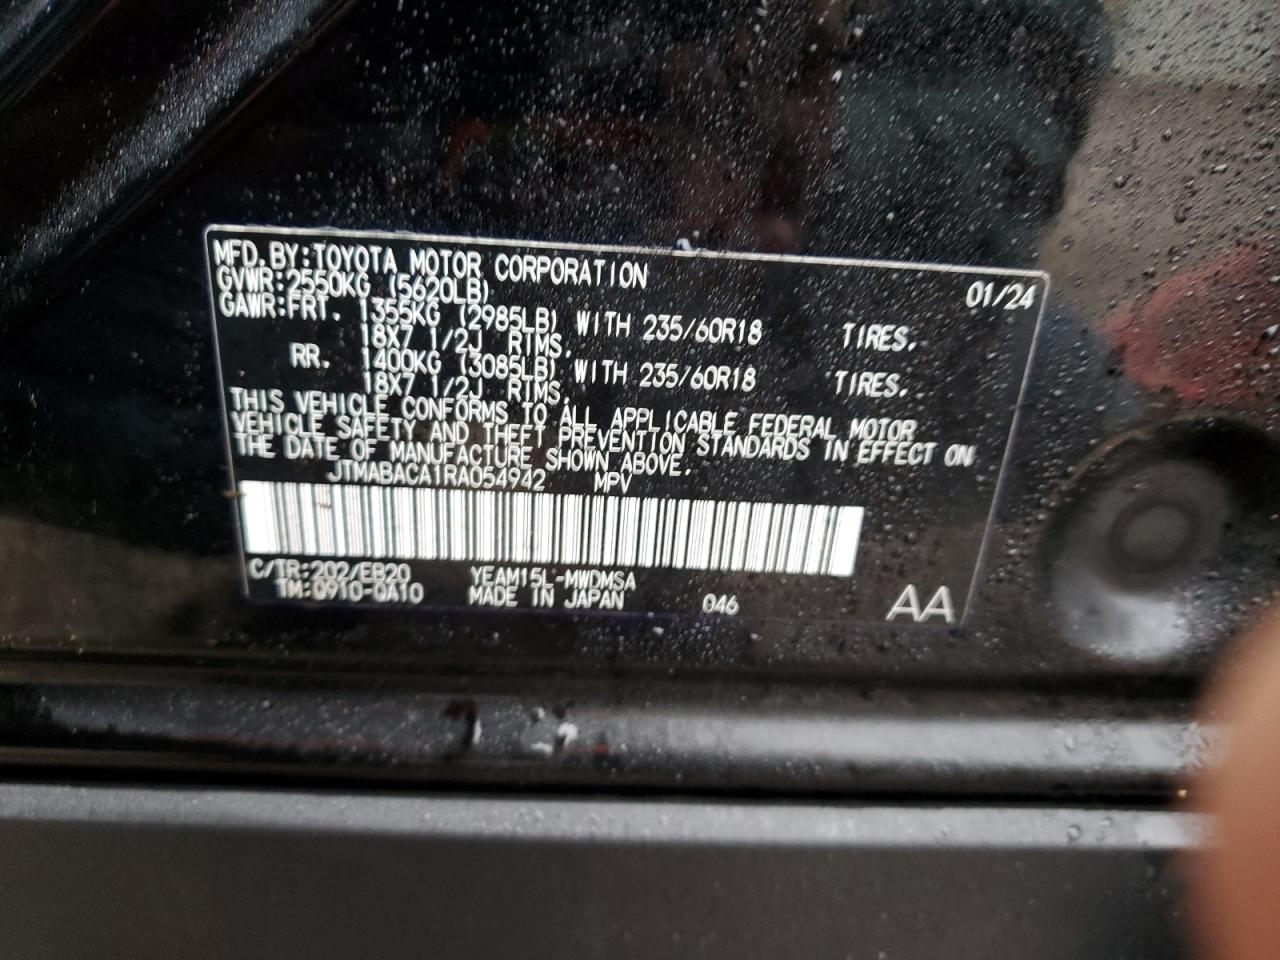 MFD.BY:TOYOTA MOTOR CORPORATION 01/24
GVWR:2550KG (5620LB)
GAWR:FRT. 1355KG (2985LB) WITH 235/60R18 TIRES.
18X7 1/2J RIMS,
RR. 1400KG (3085LB) WITH 235/60R18 TIRES.
18X7 1/2J RIMS,
THIS VEHICLE CONFORMS TO ALL APPLICABLE FEDERAL MOTOR
VEHICLE SAFETY AND THEFT PREVENTION STANDARDS IN EFFECT ON
THE DATE OF MANUFACTURE SHOWN ABOVE.
JTMABACA1RA054942 MPV
C/TR:202/EB20 YEAM15L-MWDMSA
TM:Q910-QA10 MADE IN JAPAN 046 AA